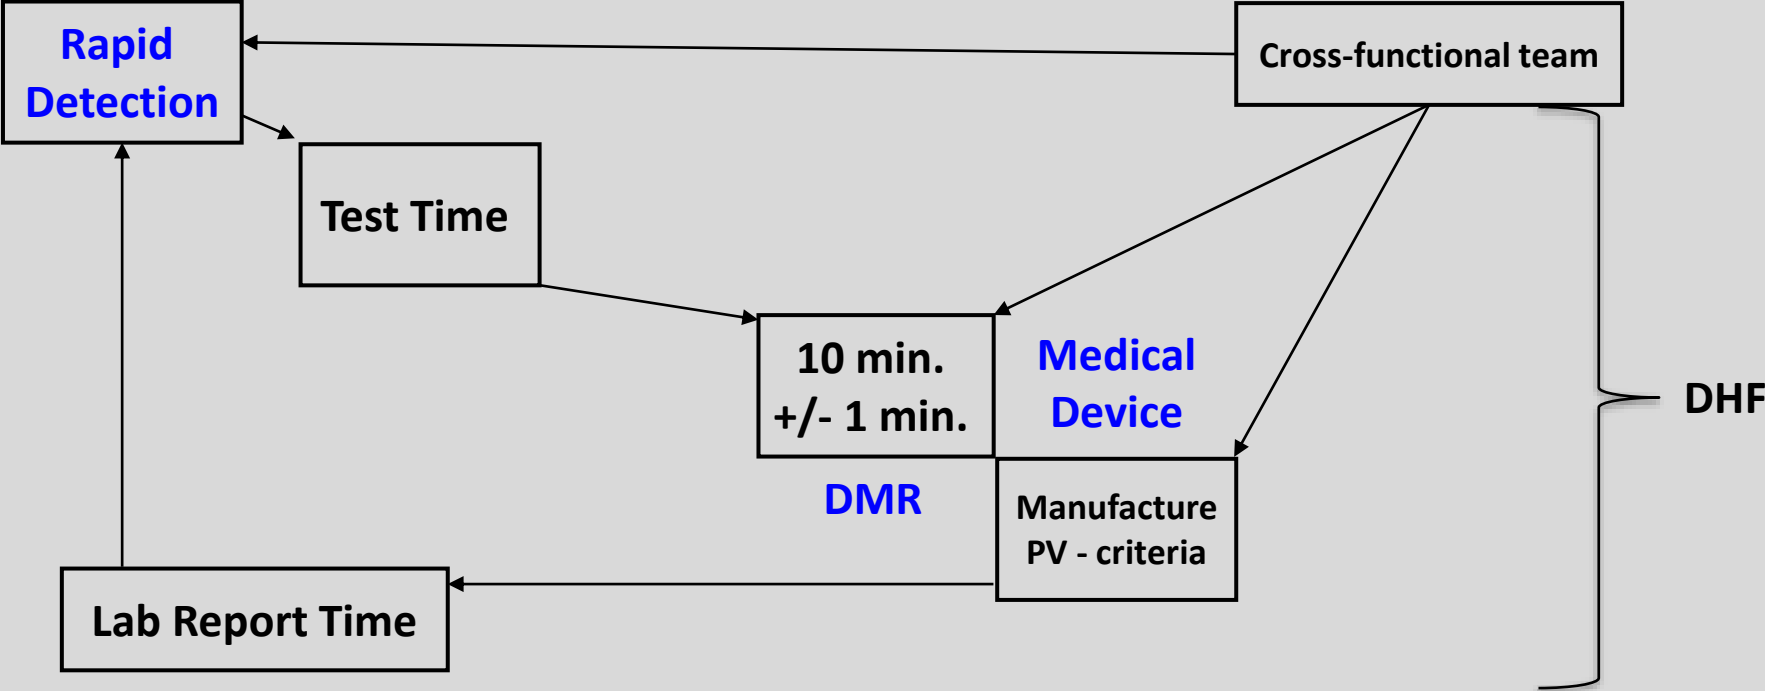 Rapid
Detection
Cross-functional team
Test Time
10 min.
+/- 1 min.
Medical
Device
DHF
DMR
Manufacture
PV - criteria
Lab Report Time